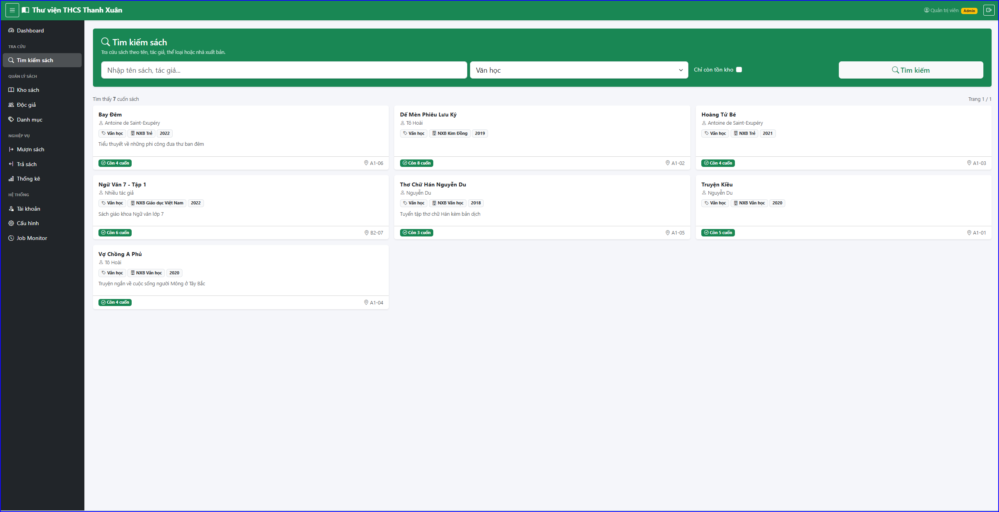 Thư viện THCS Thanh Xuân
Quản trị viên Admin
Dashboard
TRA CỨU
Tìm kiếm sách
QUẢN LÝ SÁCH
Kho sách
Độc giả
Danh mục
NGHIỆP VỤ
Mượn sách
Trả sách
Thống kê
HỆ THỐNG
Tài khoản
Cấu hình
Job Monitor
Tìm kiếm sách
Tra cứu sách theo tên, tác giả, thể loại hoặc nhà xuất bản.
Nhập tên sách, tác giả...
Văn học
Chỉ còn tồn kho
Tìm kiếm
Tìm thấy 7 cuốn sách
Trang 1 / 1
Bay Đêm
Antoine de Saint-Exupéry
Văn học NXB Trẻ 2022
Tiểu thuyết về những phi công đưa thư ban đêm
Còn 4 cuốn A1-06
Dế Mèn Phiêu Lưu Ký
Tô Hoài
Văn học NXB Kim Đồng 2019
Còn 8 cuốn A1-02
Hoàng Tử Bé
Antoine de Saint-Exupéry
Văn học NXB Trẻ 2021
Còn 4 cuốn A1-03
Ngữ Văn 7 - Tập 1
Nhiều tác giả
Văn học NXB Giáo dục Việt Nam 2022
Sách giáo khoa Ngữ văn lớp 7
Còn 6 cuốn B2-07
Thơ Chữ Hán Nguyễn Du
Nguyễn Du
Văn học NXB Văn học 2018
Tuyển tập thơ chữ Hán kèm bản dịch
Còn 3 cuốn A1-05
Truyện Kiều
Nguyễn Du
Văn học NXB Văn học 2020
Còn 5 cuốn A1-01
Vợ Chồng A Phủ
Tô Hoài
Văn học NXB Văn học 2020
Truyện ngắn về cuộc sống người Mông ở Tây Bắc
Còn 4 cuốn A1-04